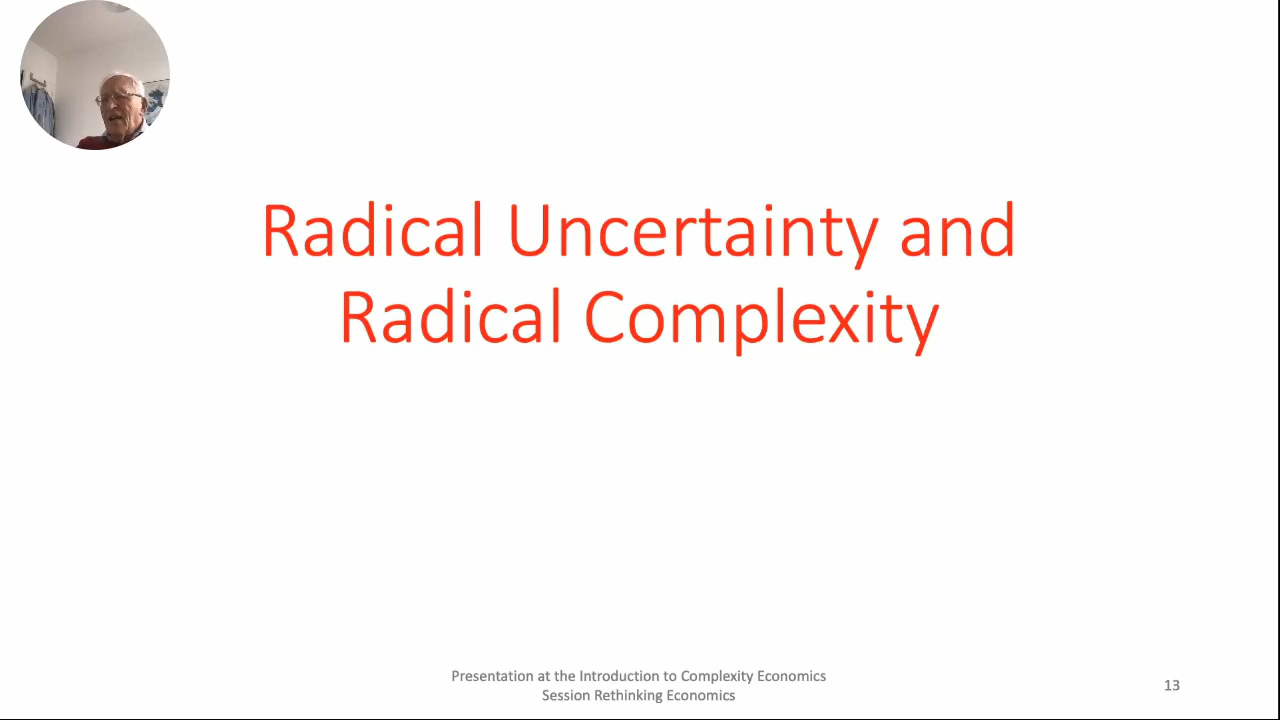 Radical Uncertainty and
Radical Complexity
Presentation at the Introduction to Complexity Economics
Session Rethinking Economics
13